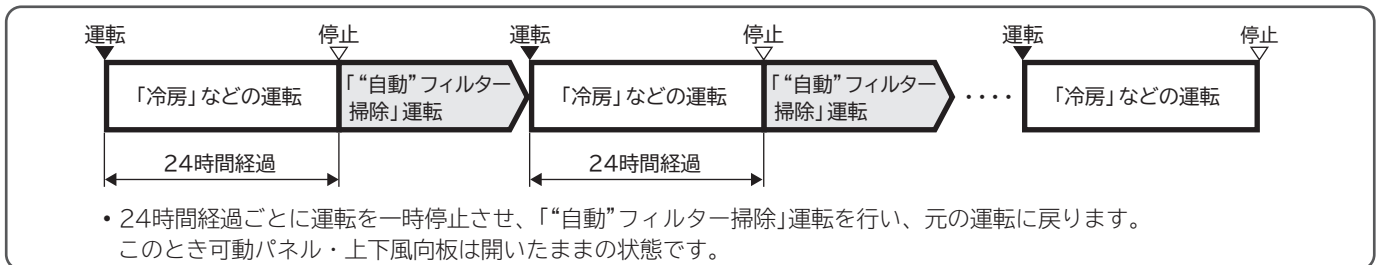 運転 停止 運転 停止 運転 停止
「冷房」などの運転 「“自動”フィルター 「冷房」などの運転 「“自動”フィルター ････ 「冷房」などの運転
掃除」運転 掃除」運転
24時間経過 24時間経過
• 24時間経過ごとに運転を一時停止させ、「“自動”フィルター掃除」運転を行い、元の運転に戻ります。
このとき可動パネル・上下風向板は開いたままの状態です。